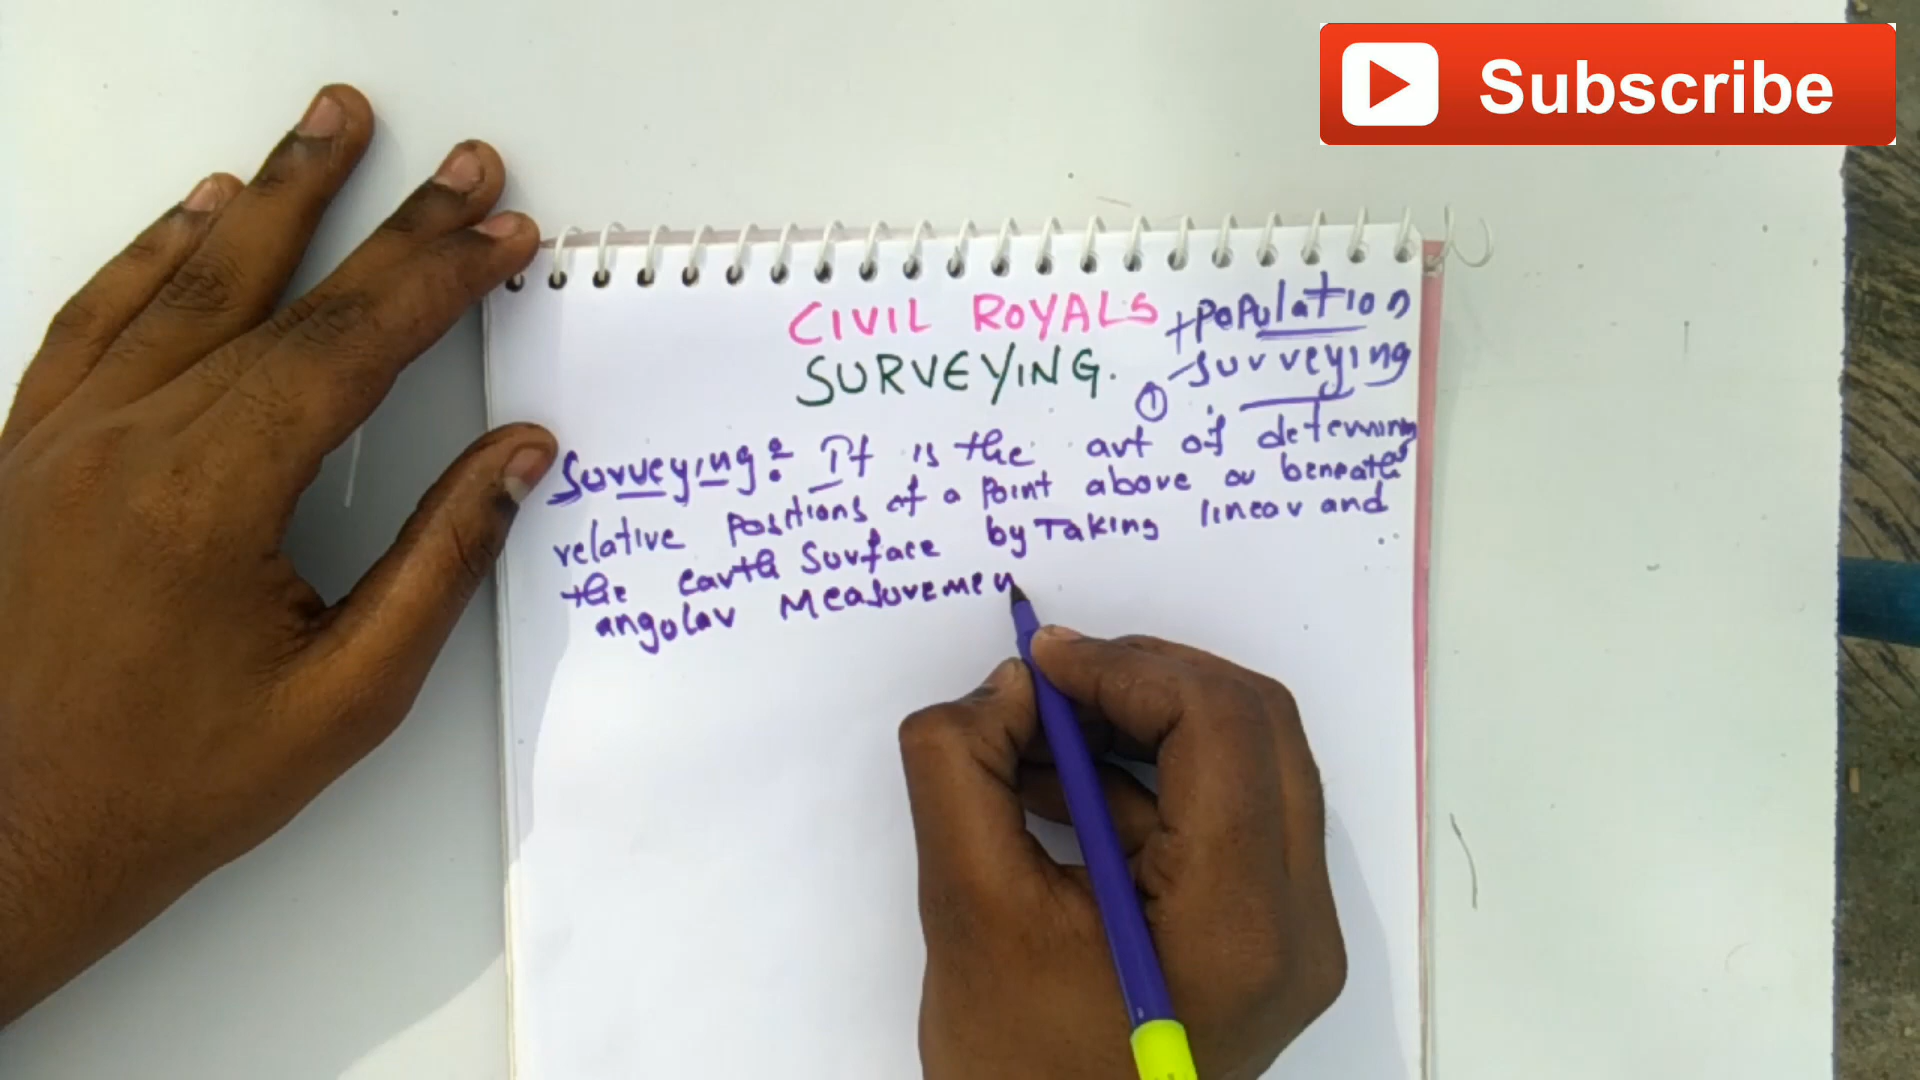 Subscribe
CIVIL ROYALS
SURVEYING.
+ Population
- Surveying
①
Surveying: It is the art of determining
relative positions of a point above or beneath
the earth surface by Taking linear and
angular Measuremen